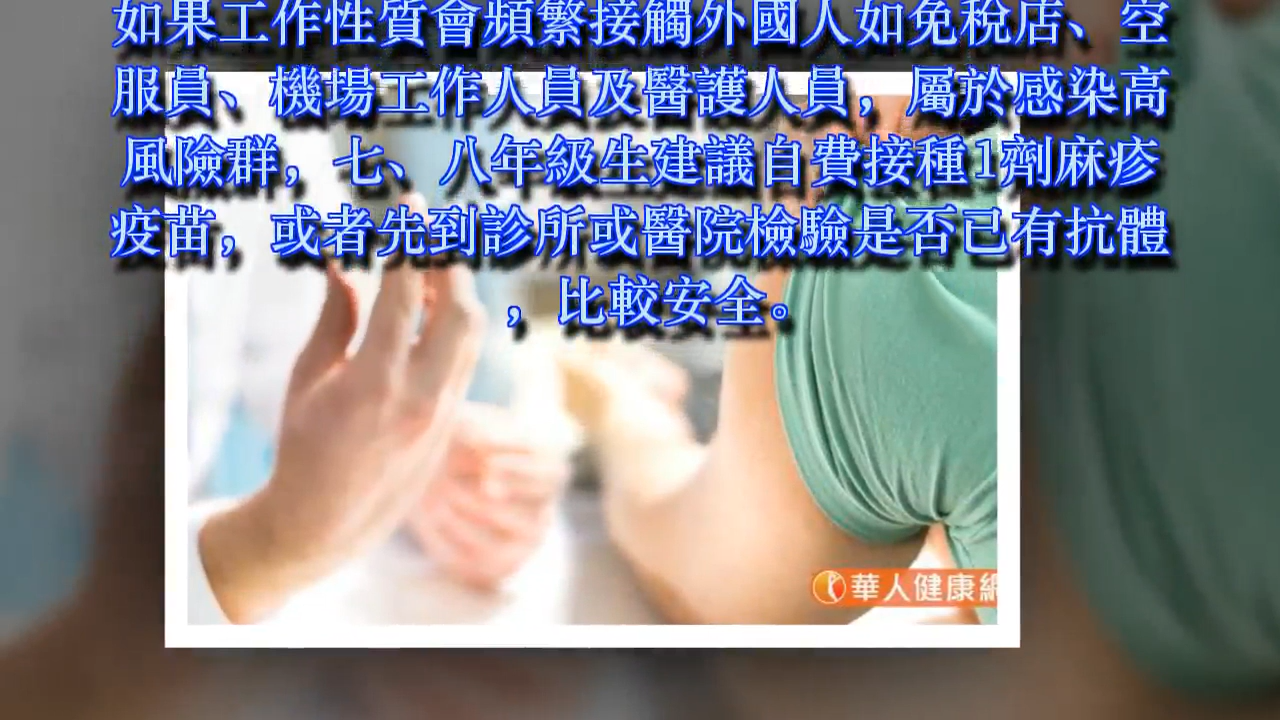 如果工作性質會頻繁接觸外國人如免稅店、空
服員、機場工作人員及醫護人員，屬於感染高
風險群，七、八年級生建議自費接種1劑麻疹
疫苗，或者先到診所或醫院檢驗是否已有抗體
，比較安全。
華人健康網